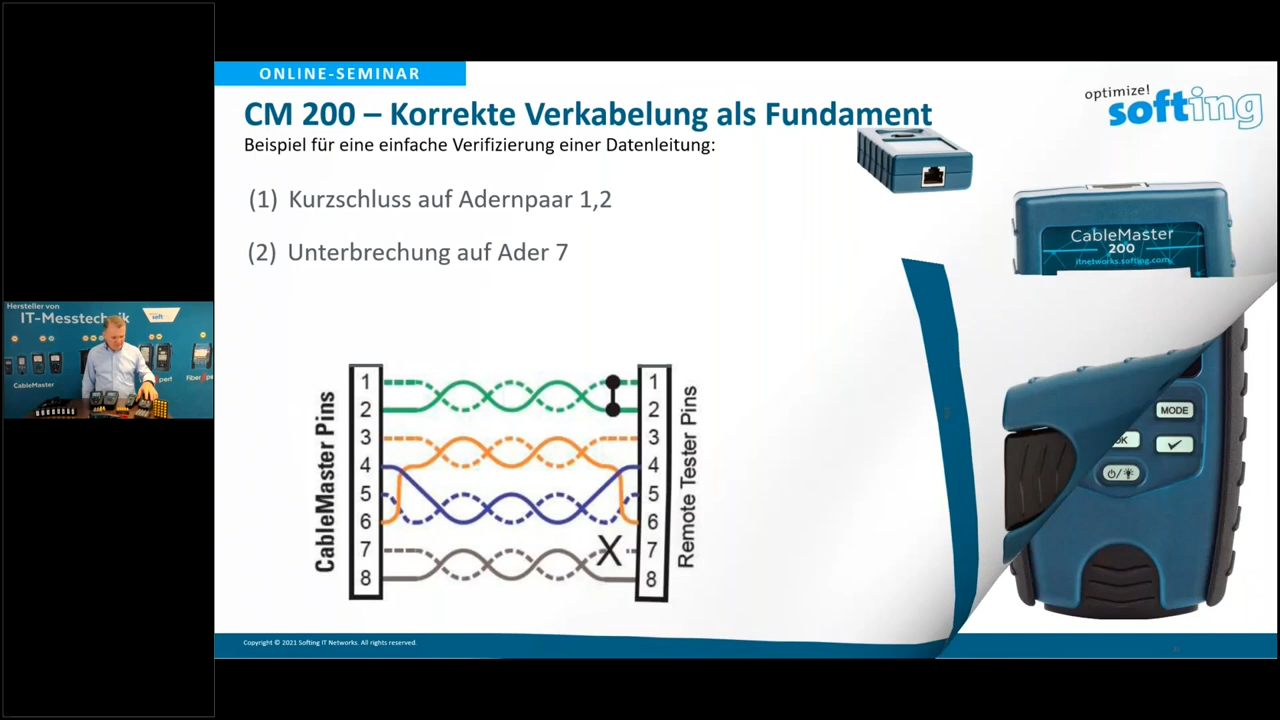 ONLINE-SEMINAR
CM 200 – Korrekte Verkabelung als Fundament
Beispiel für eine einfache Verifizierung einer Datenleitung:
optimize!
softing
(1) Kurzschluss auf Adernpaar 1,2
(2) Unterbrechung auf Ader 7
CableMaster
200
itnetworks.softing.com
Hersteller von
IT-Messtechnik
CableMaster
CableMaster Pins
1
2
3
4
5
6
7
8
X
1
2
3
4
5
6
7
8
Remote Tester Pins
MODE
OK
Copyright © 2021 Softing IT Networks. All rights reserved.